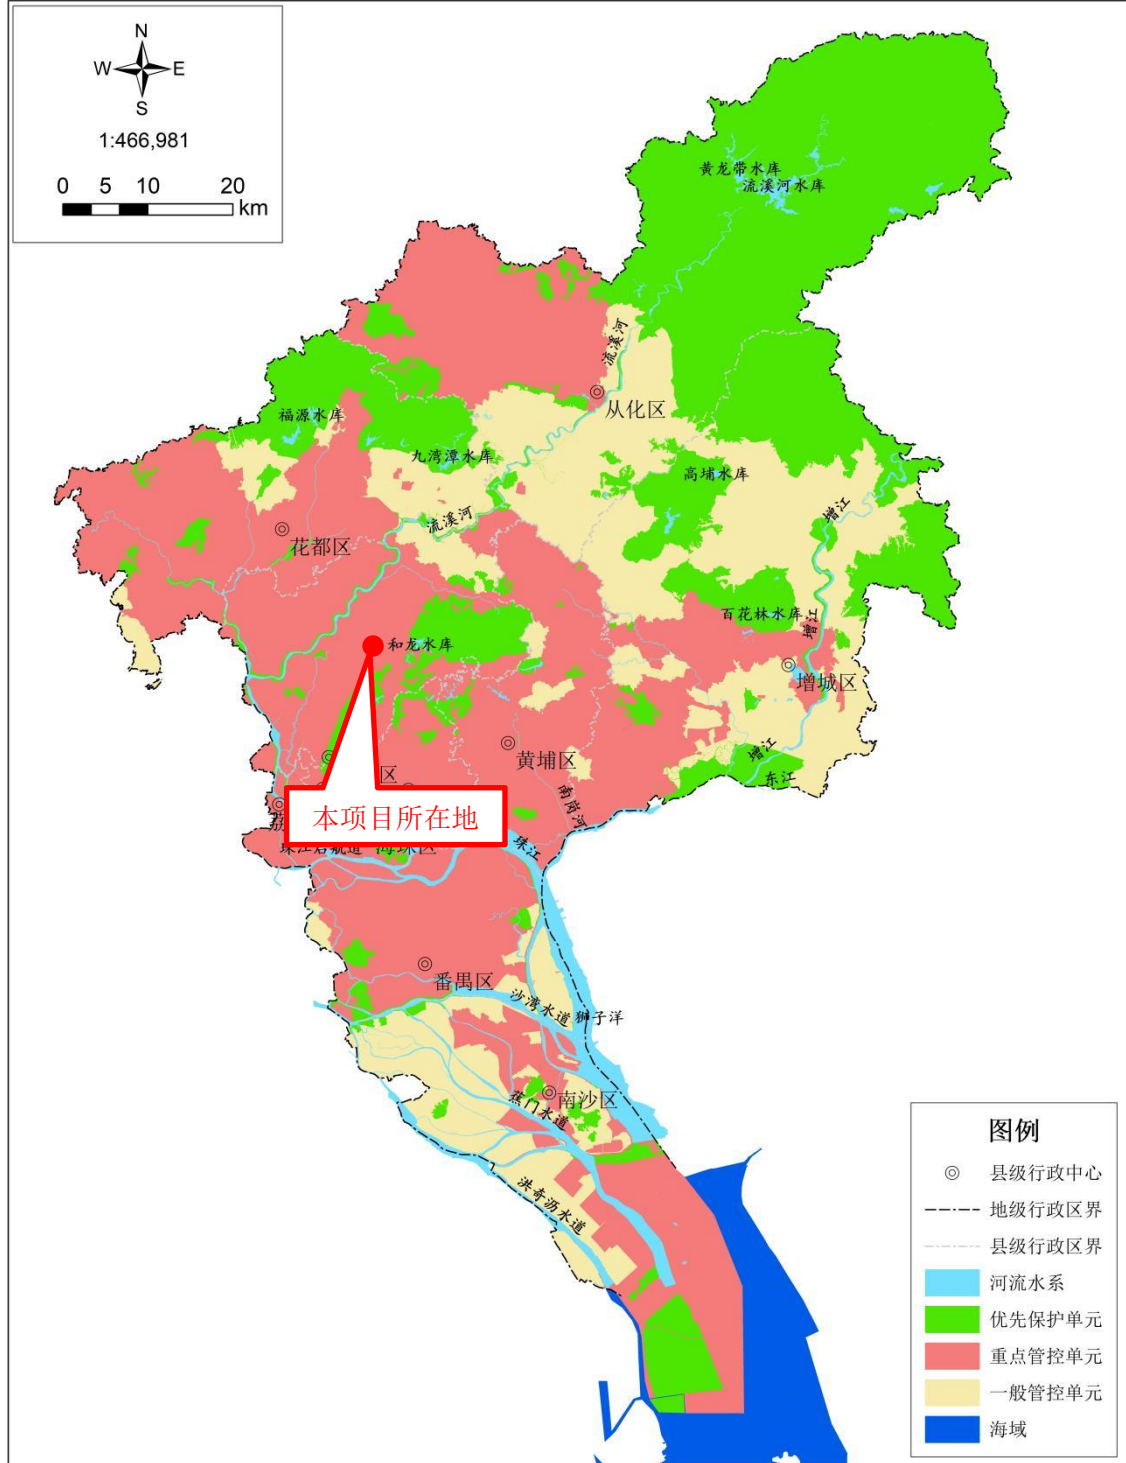 N
W E
S
1:466,981
0 5 10 20
km
黄龙带水库
流溪河水库
流溪河
从化区
福源水库
九湾潭水库
高埔水库
流溪河
增江
花都区
百花林水库
增江
和龙水库
增城区
黄埔区
增江
东江
区
南岗河
本项目所在地
珠江
海珠区
番禺区
沙湾水道
狮子洋
南沙区
蕉门水道
洪奇沥水道
图例
县级行政中心
地级行政区界
县级行政区界
河流水系
优先保护单元
重点管控单元
一般管控单元
海域